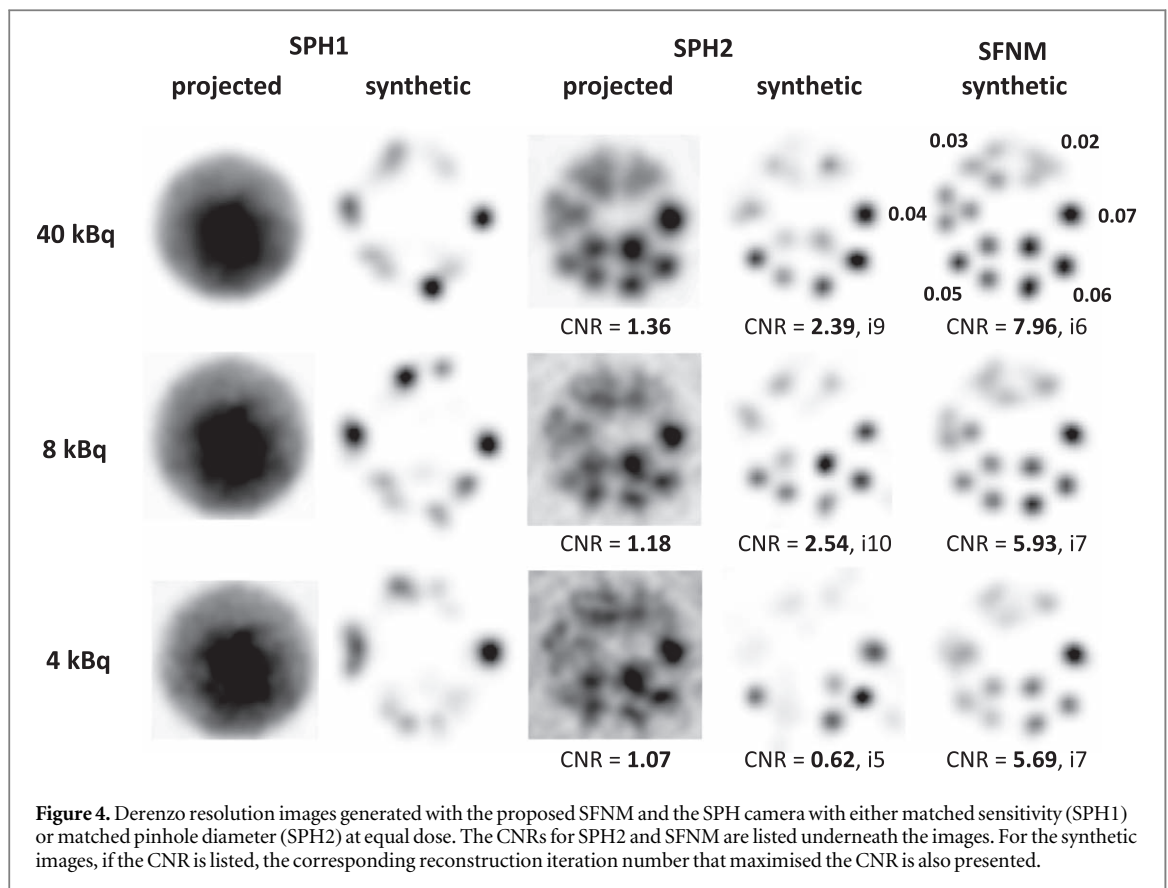 SPH1 SPH2 SFNM
projected synthetic projected synthetic synthetic
0.03 0.02
40 kBq 0.04 0.07
0.05 0.06
CNR = 1.36 CNR = 2.39, i9 CNR = 7.96, i6
8 kBq
CNR = 1.18 CNR = 2.54, i10 CNR = 5.93, i7
4 kBq
CNR = 1.07 CNR = 0.62, i5 CNR = 5.69, i7
Figure 4. Derenzo resolution images generated with the proposed SFNM and the SPH camera with either matched sensitivity (SPH1)
or matched pinhole diameter (SPH2) at equal dose. The CNRs for SPH2 and SFNM are listed underneath the images. For the synthetic
images, if the CNR is listed, the corresponding reconstruction iteration number that maximised the CNR is also presented.